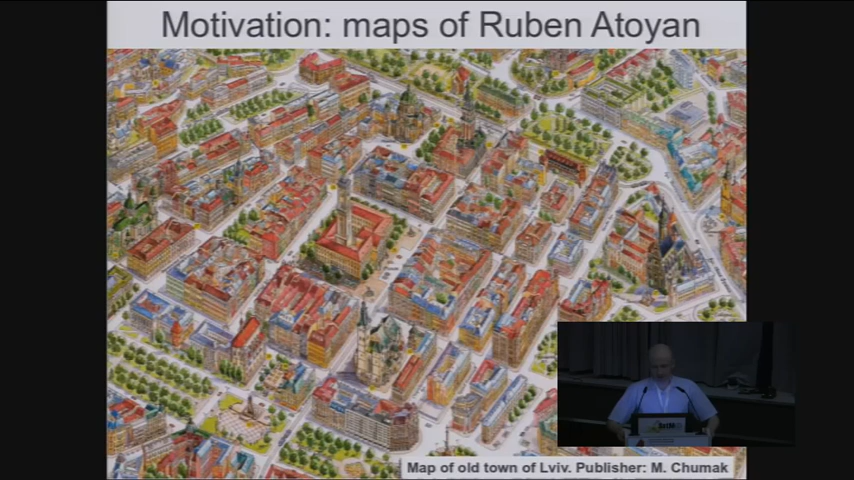 Motivation: maps of Ruben Atoyan
Map of old town of Lviv. Publisher: M. Chumak